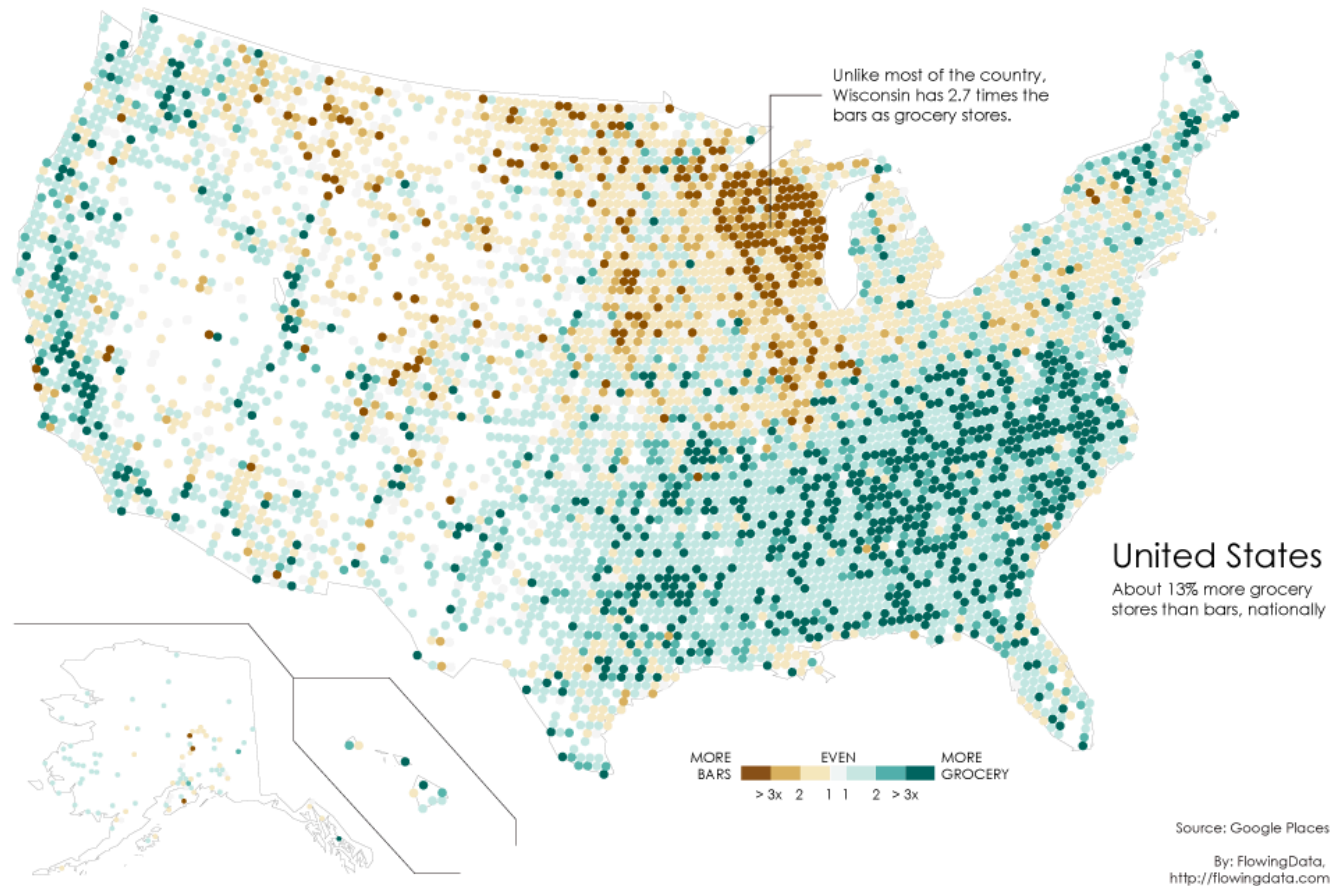 Unlike most of the country,
Wisconsin has 2.7 times the
bars as grocery stores.
United States
About 13% more grocery
stores than bars, nationally
MORE BARS
EVEN
MORE GROCERY
> 3x 2 1 1 2 > 3x
Source: Google Places
By: FlowingData,
http://flowingdata.com